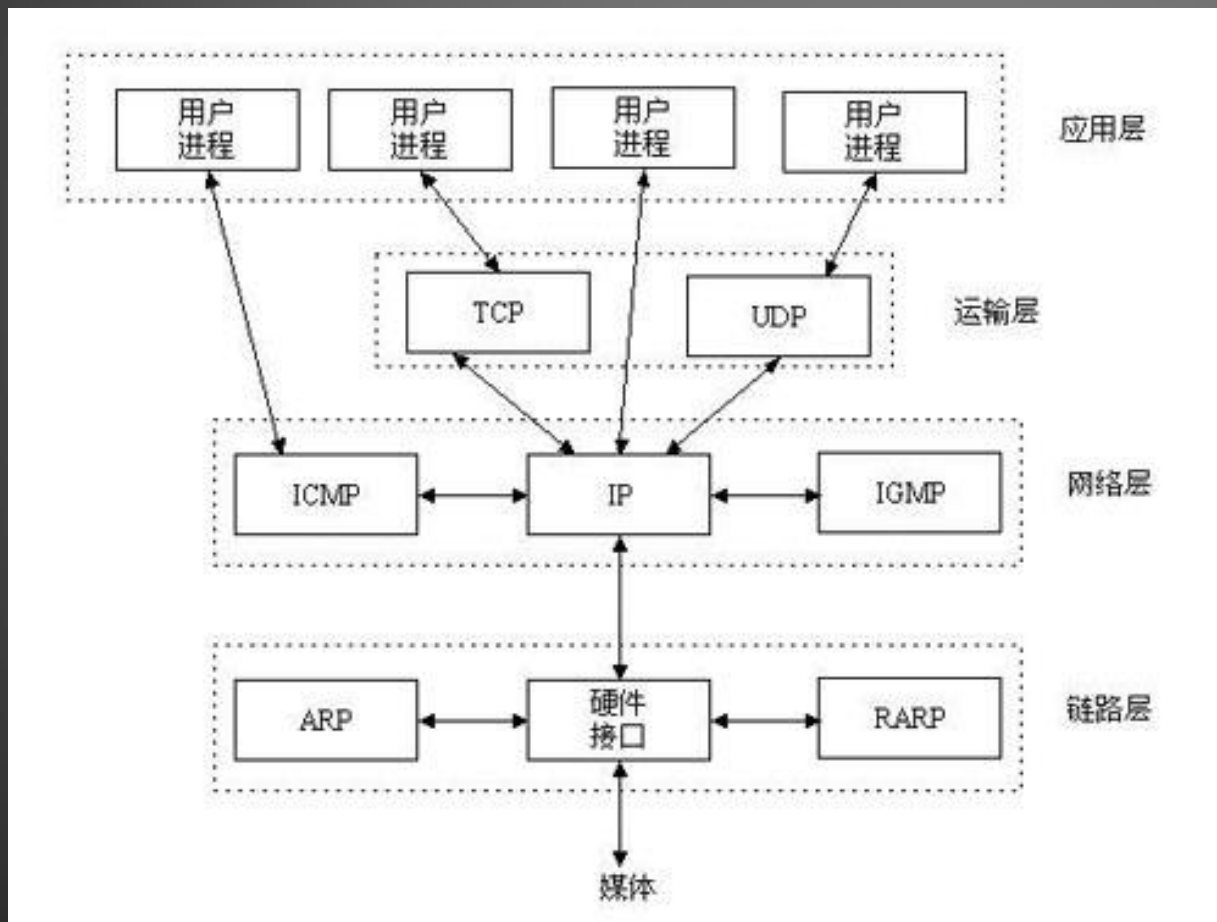 用户
进程
用户
进程
用户
进程
用户
进程
应用层
TCP
UDP
运输层
ICMP
IP
IGMP
网络层
ARP
硬件
接口
RARP
链路层
媒体